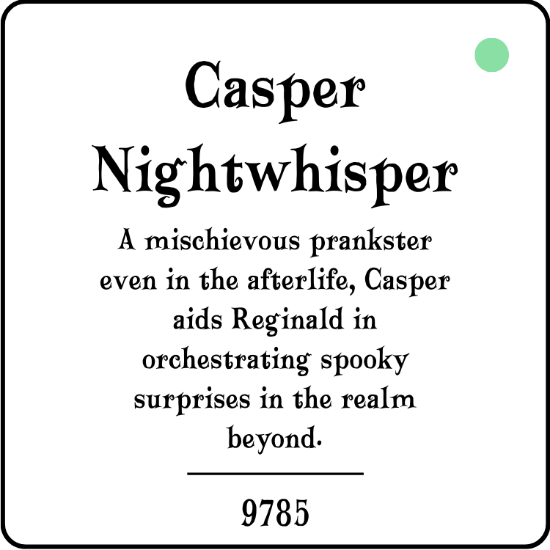 Casper
Nightwhisper
A mischievous prankster
even in the afterlife, Casper
aids Reginald in
orchestrating spooky
surprises in the realm
beyond.
9785